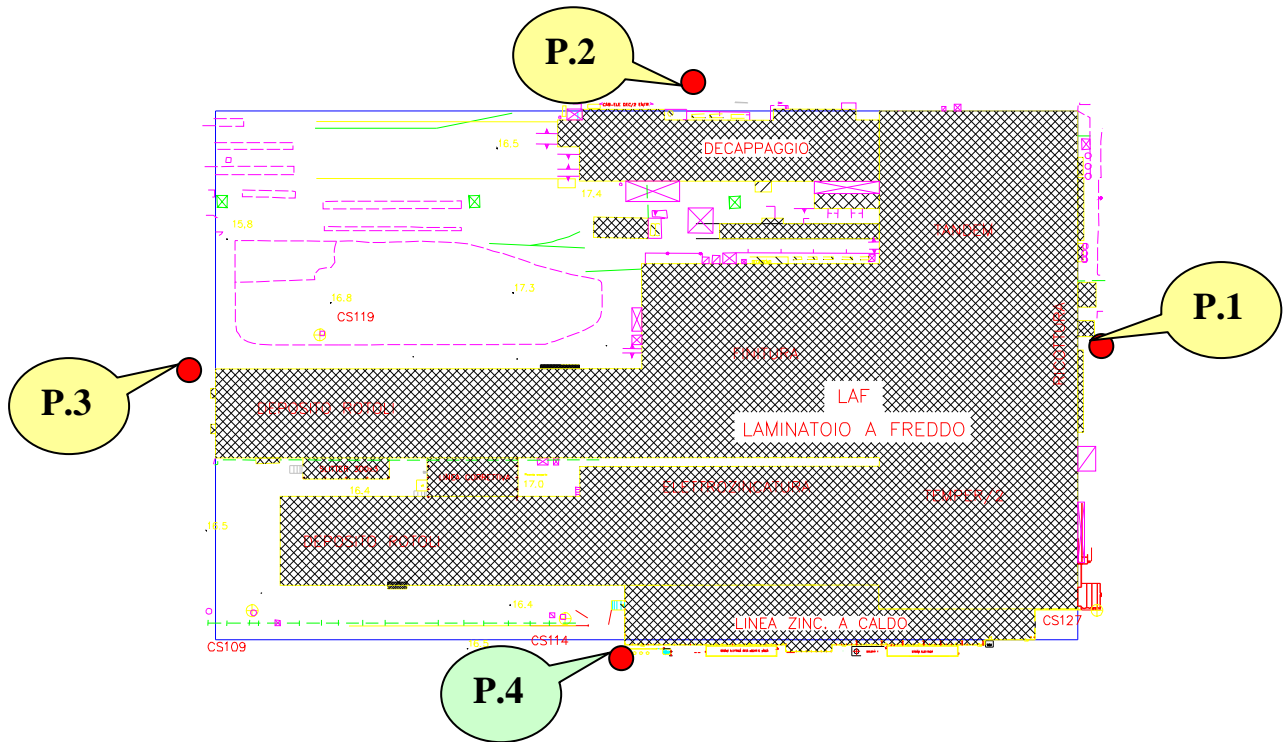 P.2
DECAPPAGGIO
16.5
17.4
TANDEM
15.8
17.3
16.8
CS119
P.1
RICOTTURA
FINITURA
P.3
LAF
LAMINATOIO A FREDDO
DEPOSITO ROTOLI
16.4
17.0
ELETTROZINCATURA
TEMPER/2
16.5
DEPOSITO ROTOLI
16.4
LINEA ZINC. A CALDO
CS127
CS109
CS114
P.4